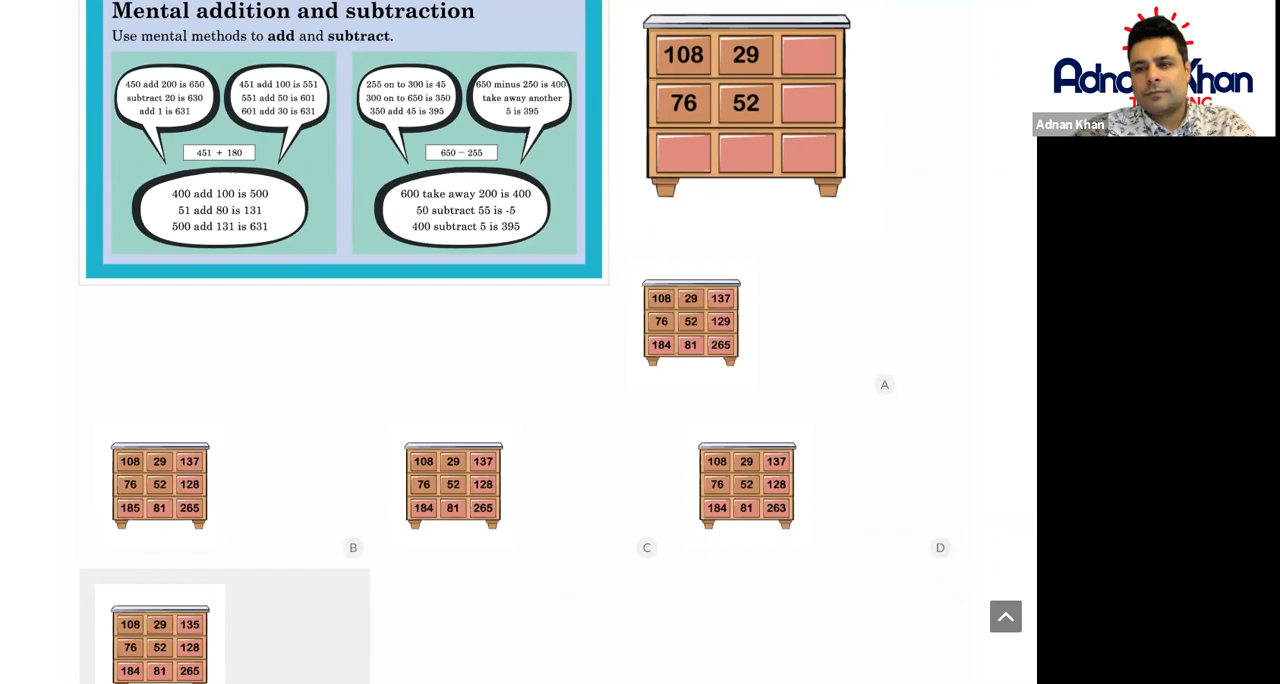 Mental addition and subtraction
Use mental methods to add and subtract.
450 add 200 is 650
subtract 20 is 630
add 1 is 631
451 add 100 is 551
551 add 50 is 601
601 add 30 is 631
451 + 180
400 add 100 is 500
51 add 80 is 131
500 add 131 is 631
255 on to 300 is 45
300 on to 650 is 350
350 add 45 is 395
650 minus 250 is 400
take away another
5 is 395
650 − 255
600 take away 200 is 400
50 subtract 55 is -5
400 subtract 5 is 395
108 29
76 52
108 29 137
76 52 129
184 81 265
A
108 29 137
76 52 128
185 81 265
B
108 29 137
76 52 128
184 81 265
C
108 29 137
76 52 128
184 81 263
D
108 29 135
76 52 128
184 81 265
Adnan Khan